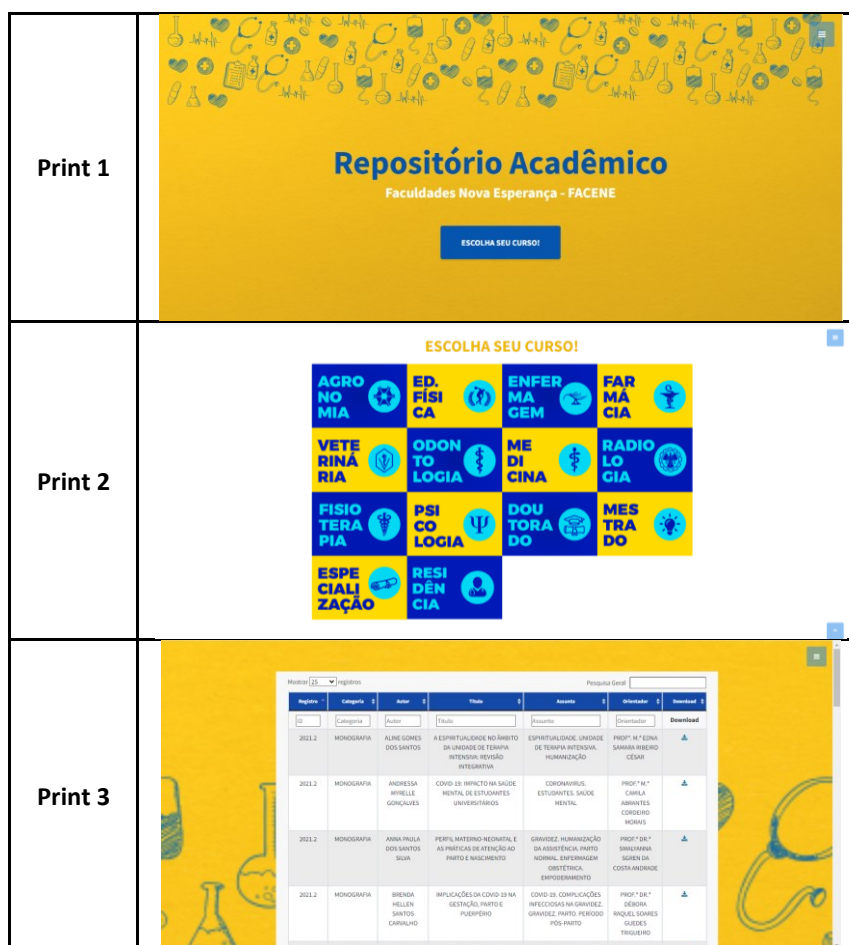 Print 1
Repositório Acadêmico
Faculdades Nova Esperança - FACENE
ESCOLHA SEU CURSO!
Print 2
ESCOLHA SEU CURSO!
AGRO
NO
MIA
ED.
FÍSI
CA
ENFER
MA
GEM
FAR
MÁ
CIA
VETE
RINÁ
RIA
ODON
TO
LOGIA
ME
DI
CINA
RADIO
LO
GIA
FISIO
TERA
PIA
PSI
CO
LOGIA
DOU
TORA
DO
MES
TRA
DO
ESPE
CIALI
ZAÇÃO
RESI
DÊN
CIA
Print 3
Mostrar 25 registros
Pesquisa Geral
Registro Categoria Autor Título Assunto Orientador Download
ID Categoria Autor Título Assunto Orientador Download
2021.2
MONOGRAFIA
ALINE GOMES
DOS SANTOS
A ESPIRITUALIDADE NO ÂMBITO
DA UNIDADE DE TERAPIA
INTENSIVA: REVISÃO
INTEGRATIVA
ESPIRITUALIDADE. UNIDADE
DE TERAPIA INTENSIVA.
HUMANIZAÇÃO
PROFª. M.ª EDNA
SAMARA RIBEIRO
CÉSAR
2021.2
MONOGRAFIA
ANDRESSA
MYRELLE
GONÇALVES
COVID-19: IMPACTO NA SAÚDE
MENTAL DE ESTUDANTES
UNIVERSITÁRIOS
CORONAVIRUS.
ESTUDANTES. SAÚDE
MENTAL
PROF.ª M.ª
CAMILA
ABRANTES
CORDEIRO
MORAIS
2021.2
MONOGRAFIA
ANNA PAULA
DOS SANTOS
SILVA
PERFIL MATERNO-NEONATAL E
AS PRÁTICAS DE ATENÇÃO AO
PARTO E NASCIMENTO
GRAVIDEZ. HUMANIZAÇÃO
DA ASSISTÊNCIA. PARTO
NORMAL. ENFERMAGEM
OBSTÉTRICA.
EMPODERAMENTO
PROF.ª DR.ª
SMALYANNA
SGREN DA
COSTA ANDRADE
2021.2
MONOGRAFIA
BRENDA
HELLEN
SANTOS
CARVALHO
IMPLICAÇÕES DA COVID-19 NA
GESTAÇÃO, PARTO E
PUERPÉRIO
COVID-19. COMPLICAÇÕES
INFECCIOSAS NA GRAVIDEZ.
GRAVIDEZ. PARTO. PERÍODO
PÓS-PARTO
PROF.ª DR.ª
DÉBORA
RAQUEL SOARES
GUEDES
TRIGUEIRO